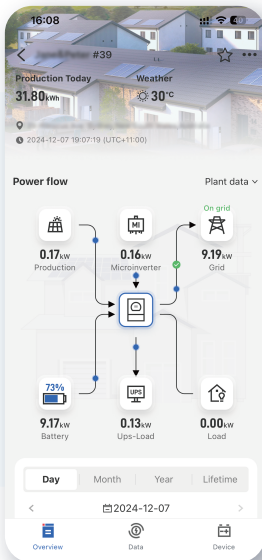 16:08
#39
Production Today
Weather
31.80kWh
30°C
2024-12-07 19:07:19 (UTC+11:00)
Power flow
Plant data
On grid
MI
0.17kW
0.16kW
9.19kW
Production
Microinverter
Grid
73%
UPS
9.17kW
0.13kW
0.00kW
Battery
Ups-Load
Load
Day
Month
Year
Lifetime
2024-12-07
Overview
Data
Device